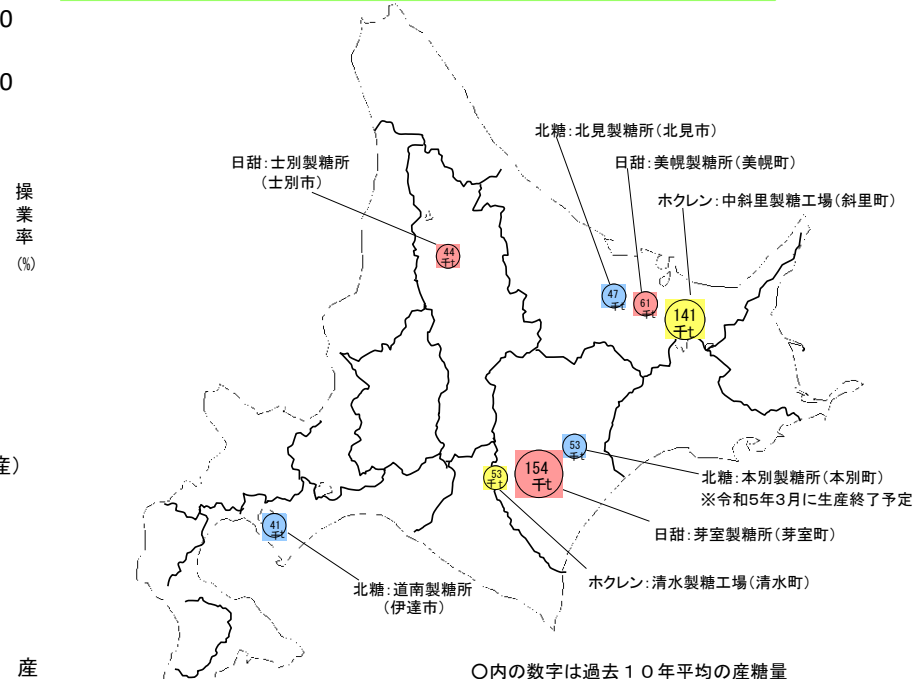 0
0
操
業
率
(%)
産)
産
北糖:北見製糖所(北見市)
日甜:美幌製糖所(美幌町)
日甜:士別製糖所
(士別市)
ホクレン:中斜里製糖工場(斜里町)
44
千t
47
千t
61
千t
141
千t
53
千t
154
千t
53
千t
41
千t
北糖:本別製糖所(本別町)
※令和5年3月に生産終了予定
日甜:芽室製糖所(芽室町)
ホクレン:清水製糖工場(清水町)
北糖:道南製糖所
(伊達市)
〇内の数字は過去10年平均の産糖量